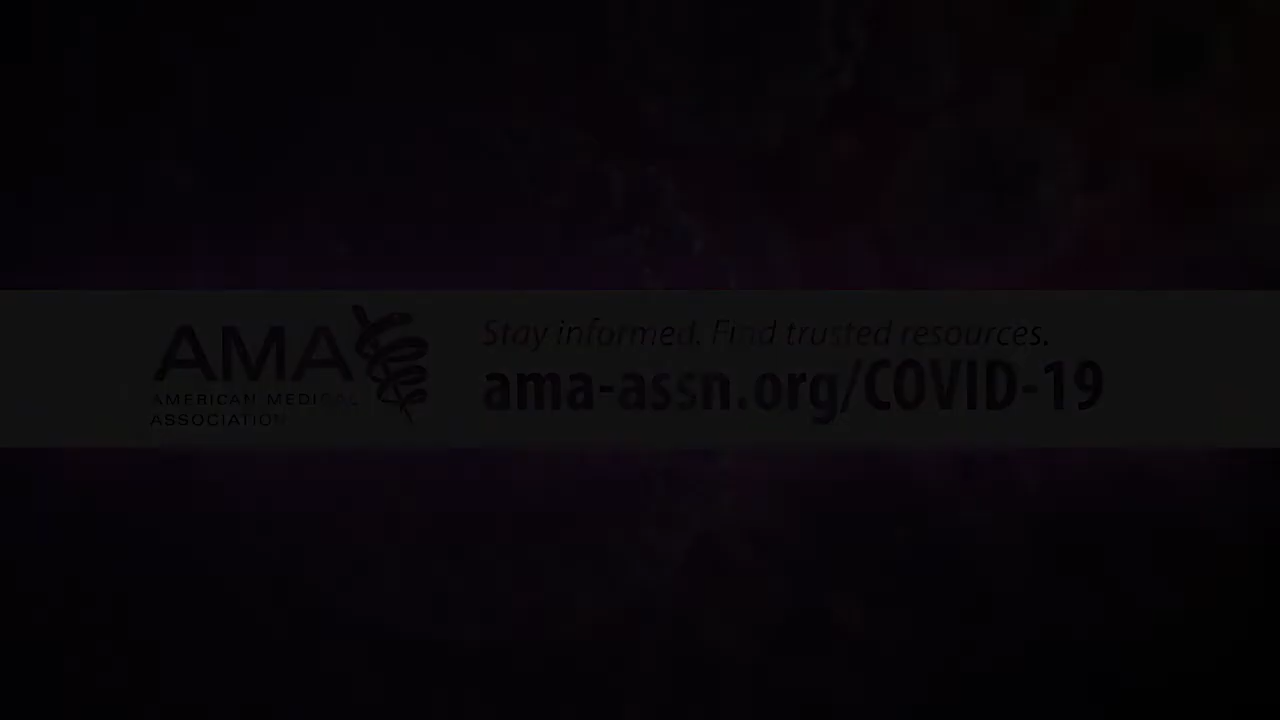 AMA
AMERICAN MEDICAL
ASSOCIATION
Stay informed. Find trusted resources.
ama-assn.org/COVID-19